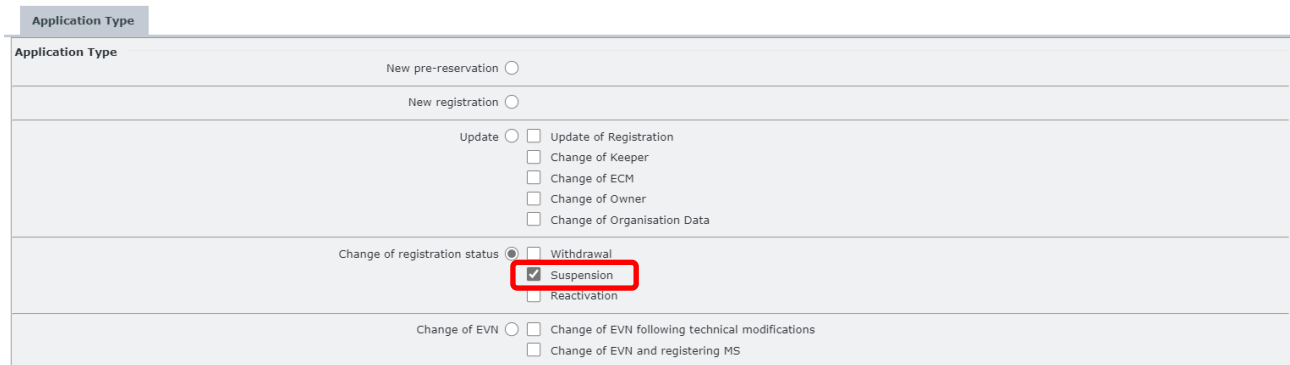 Application Type
Application Type
New pre-reservation
New registration
Update Update of Registration
Change of Keeper
Change of ECM
Change of Owner
Change of Organisation Data
Change of registration status Withdrawal
Suspension
Reactivation
Change of EVN Change of EVN following technical modifications
Change of EVN and registering MS